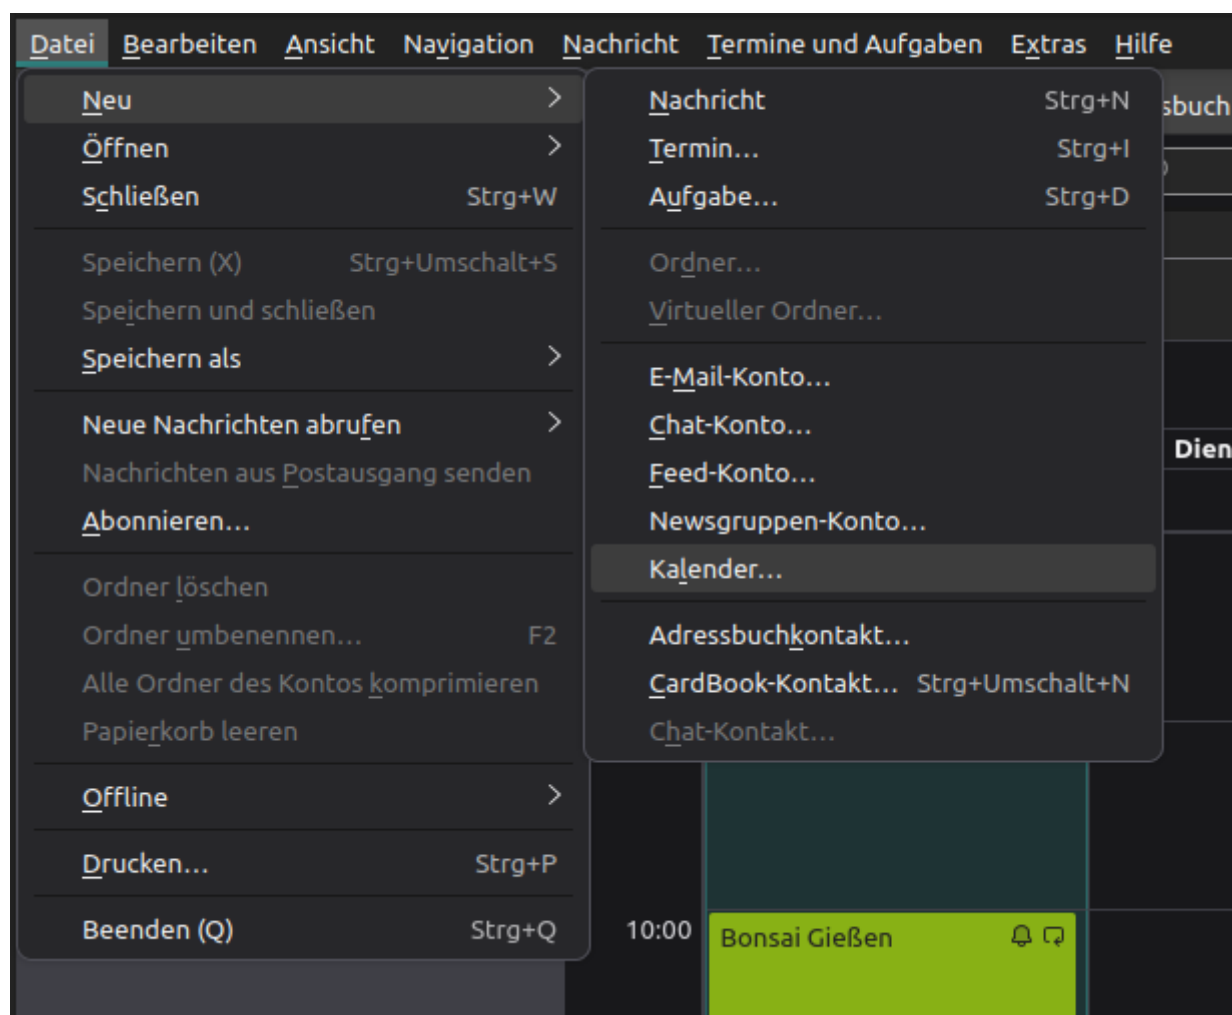 Datei Bearbeiten Ansicht Navigation Nachricht Termine und Aufgaben Extras Hilfe
Neu
Öffnen
Schließen Strg+W
Speichern (X) Strg+Umschalt+S
Speichern und schließen
Speichern als
Neue Nachrichten abrufen
Nachrichten aus Postausgang senden
Abonnieren…
Ordner löschen
Ordner umbenennen… F2
Alle Ordner des Kontos komprimieren
Papierkorb leeren
Offline
Drucken… Strg+P
Beenden (Q) Strg+Q
Nachricht Strg+N
Termin… Strg+I
Aufgabe… Strg+D
Ordner…
Virtueller Ordner…
E-Mail-Konto…
Chat-Konto…
Feed-Konto…
Newsgruppen-Konto…
Kalender…
Adressbuchkontakt…
CardBook-Kontakt… Strg+Umschalt+N
Chat-Kontakt…
sbuch
Dien
10:00
Bonsai Gießen